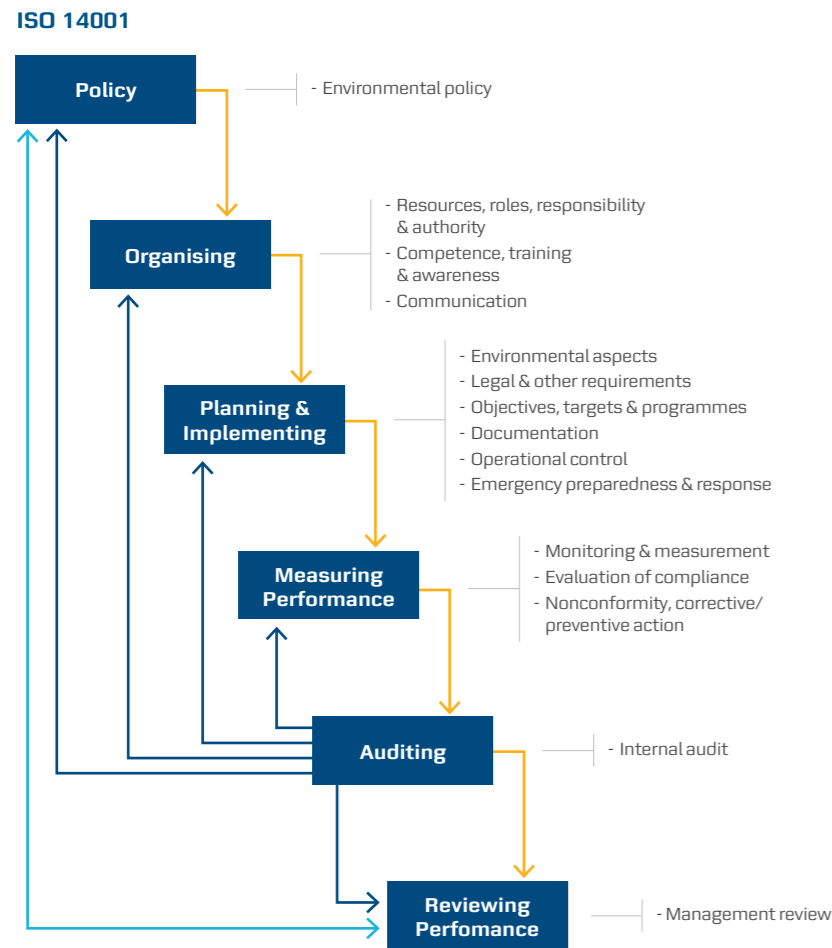 ISO 14001
Policy
- Environmental policy
Organising
- Resources, roles, responsibility
& authority
- Competence, training
& awareness
- Communication
Planning &
Implementing
- Environmental aspects
- Legal & other requirements
- Objectives, targets & programmes
- Documentation
- Operational control
- Emergency preparedness & response
Measuring
Performance
- Monitoring & measurement
- Evaluation of compliance
- Nonconformity, corrective/
preventive action
Auditing
- Internal audit
Reviewing
Perfomance
- Management review